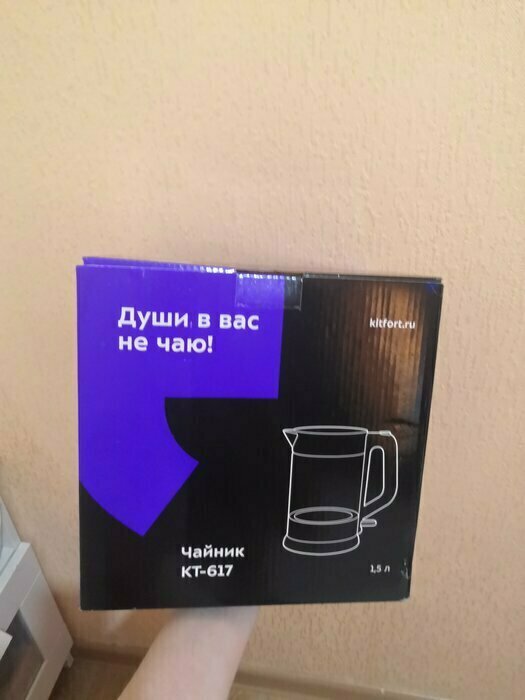 Души в вас
не чаю!
kitfort.ru
Чайник
КТ-617
1,5 л